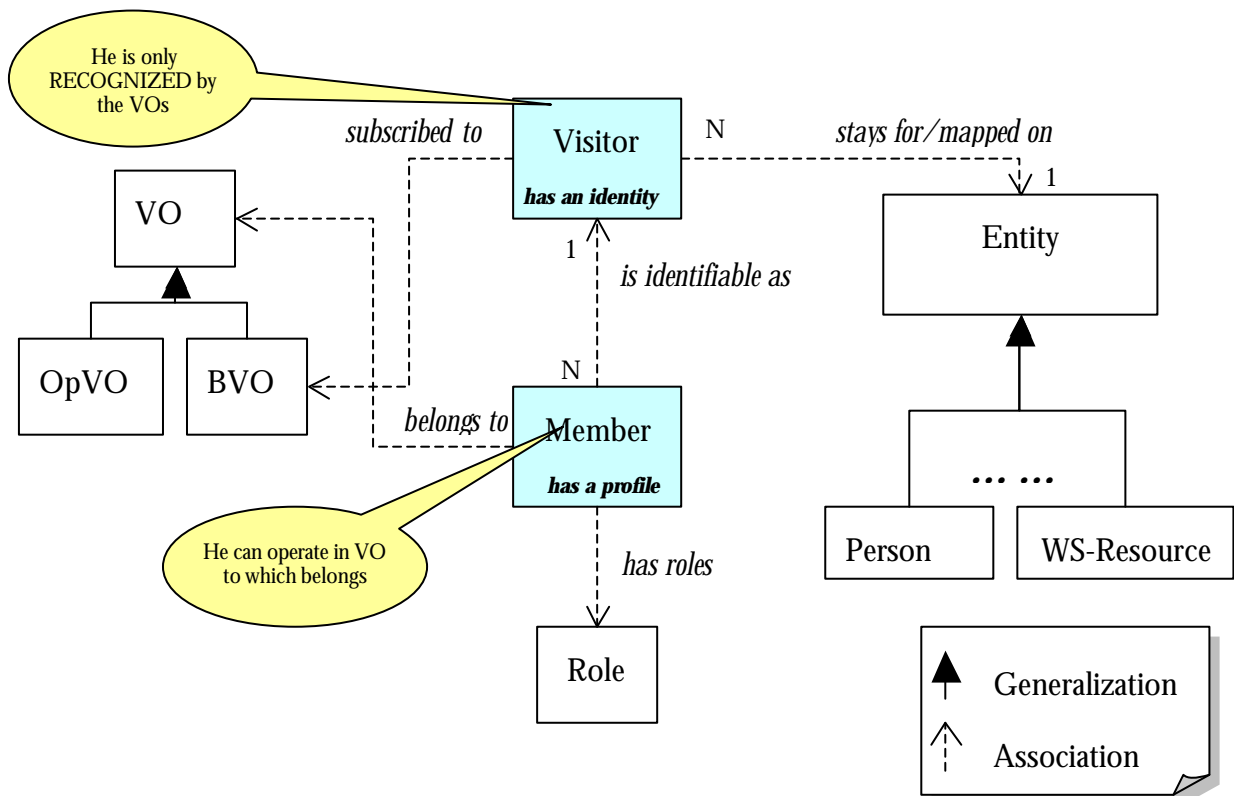 He is only
RECOGNIZED by
the VOs
subscribed to
Visitor
has an identity
N
stays for/mapped on
1
VO
Entity
1
is identifiable as
OpVO
BVO
N
belongs to
Member
has a profile
... ...
Person
WS-Resource
He can operate in VO
to which belongs
has roles
Role
Generalization
Association